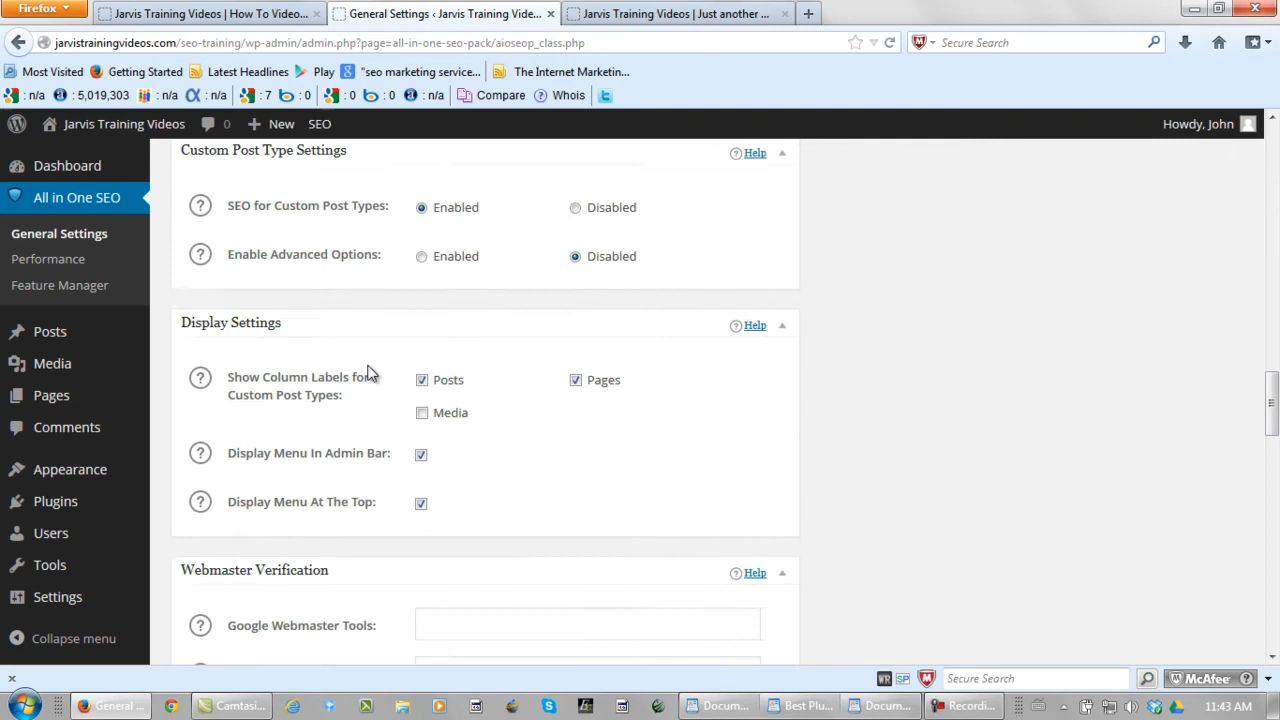 Firefox
Jarvis Training Videos | How To Video...
General Settings ‹ Jarvis Training Vide...
Jarvis Training Videos | Just another ...
jarvistrainingvideos.com/seo-training/wp-admin/admin.php?page=all-in-one-seo-pack/aioseop_class.php
Secure Search
Most Visited
Getting Started
Latest Headlines
Play
"seo marketing service...
The Internet Marketin...
: n/a
: 5,019,303
: n/a
: n/a
: 7
: 0
: 0
: 0
: n/a
Compare
Whois
Jarvis Training Videos
0
New
SEO
Howdy, John
Dashboard
All in One SEO
General Settings
Performance
Feature Manager
Posts
Media
Pages
Comments
Appearance
Plugins
Users
Tools
Settings
Collapse menu
Custom Post Type Settings
Help
SEO for Custom Post Types:
Enabled
Disabled
Enable Advanced Options:
Enabled
Disabled
Display Settings
Help
Show Column Labels for
Custom Post Types:
Posts
Pages
Media
Display Menu In Admin Bar:
Display Menu At The Top:
Webmaster Verification
Help
Google Webmaster Tools:
WR
SP
Secure Search
McAfee
General ...
Camtasi...
Docum...
Best Plu...
Docum...
Recordi...
11:43 AM